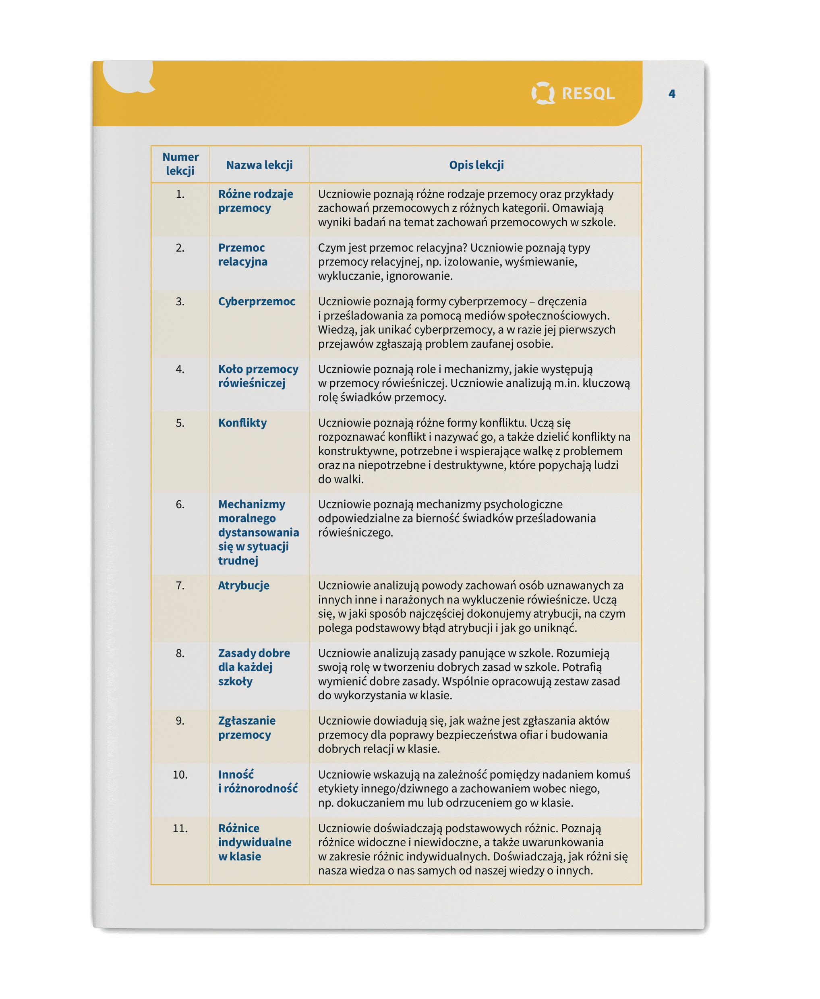 RESQL
4
Numer
lekcji
Nazwa lekcji
Opis lekcji
1.
Różne rodzaje
przemocy
Uczniowie poznają różne rodzaje przemocy oraz przykłady
zachowań przemocowych z różnych kategorii. Omawiają
wyniki badań na temat zachowań przemocowych w szkole.
2.
Przemoc
relacyjna
Czym jest przemoc relacyjna? Uczniowie poznają typy
przemocy relacyjnej, np. izolowanie, wyśmiewanie,
wykluczanie, ignorowanie.
3.
Cyberprzemoc
Uczniowie poznają formy cyberprzemocy – dręczenia
i prześladowania za pomocą mediów społecznościowych.
Wiedzą, jak unikać cyberprzemocy, a w razie jej pierwszych
przejawów zgłaszają problem zaufanej osobie.
4.
Koło przemocy
rówieśniczej
Uczniowie poznają role i mechanizmy, jakie występują
w przemocy rówieśniczej. Uczniowie analizują m.in. kluczową
rolę świadków przemocy.
5.
Konflikty
Uczniowie poznają różne formy konfliktu. Uczą się
rozpoznawać konflikt i nazywać go, a także dzielić konflikty na
konstruktywne, potrzebne i wspierające walkę z problemem
oraz na niepotrzebne i destruktywne, które popychają ludzi
do walki.
6.
Mechanizmy
moralnego
dystansowania
się w sytuacji
trudnej
Uczniowie poznają mechanizmy psychologiczne
odpowiedzialne za bierność świadków prześladowania
rówieśniczego.
7.
Atrybucje
Uczniowie analizują powody zachowań osób uznawanych za
innych inne i narażonych na wykluczenie rówieśnicze. Uczą
się, w jaki sposób najczęściej dokonujemy atrybucji, na czym
polega podstawowy błąd atrybucji i jak go uniknąć.
8.
Zasady dobre
dla każdej
szkoły
Uczniowie analizują zasady panujące w szkole. Rozumieją
swoją rolę w tworzeniu dobrych zasad w szkole. Potrafią
wymienić dobre zasady. Wspólnie opracowują zestaw zasad
do wykorzystania w klasie.
9.
Zgłaszanie
przemocy
Uczniowie dowiadują się, jak ważne jest zgłaszania aktów
przemocy dla poprawy bezpieczeństwa ofiar i budowania
dobrych relacji w klasie.
10.
Inność
i różnorodność
Uczniowie wskazują na zależność pomiędzy nadaniem komuś
etykiety innego/dziwnego a zachowaniem wobec niego,
np. dokuczaniem mu lub odrzuceniem go w klasie.
11.
Różnice
indywidualne
w klasie
Uczniowie doświadczają podstawowych różnic. Poznają
różnice widoczne i niewidoczne, a także uwarunkowania
w zakresie różnic indywidualnych. Doświadczają, jak różni się
nasza wiedza o nas samych od naszej wiedzy o innych.